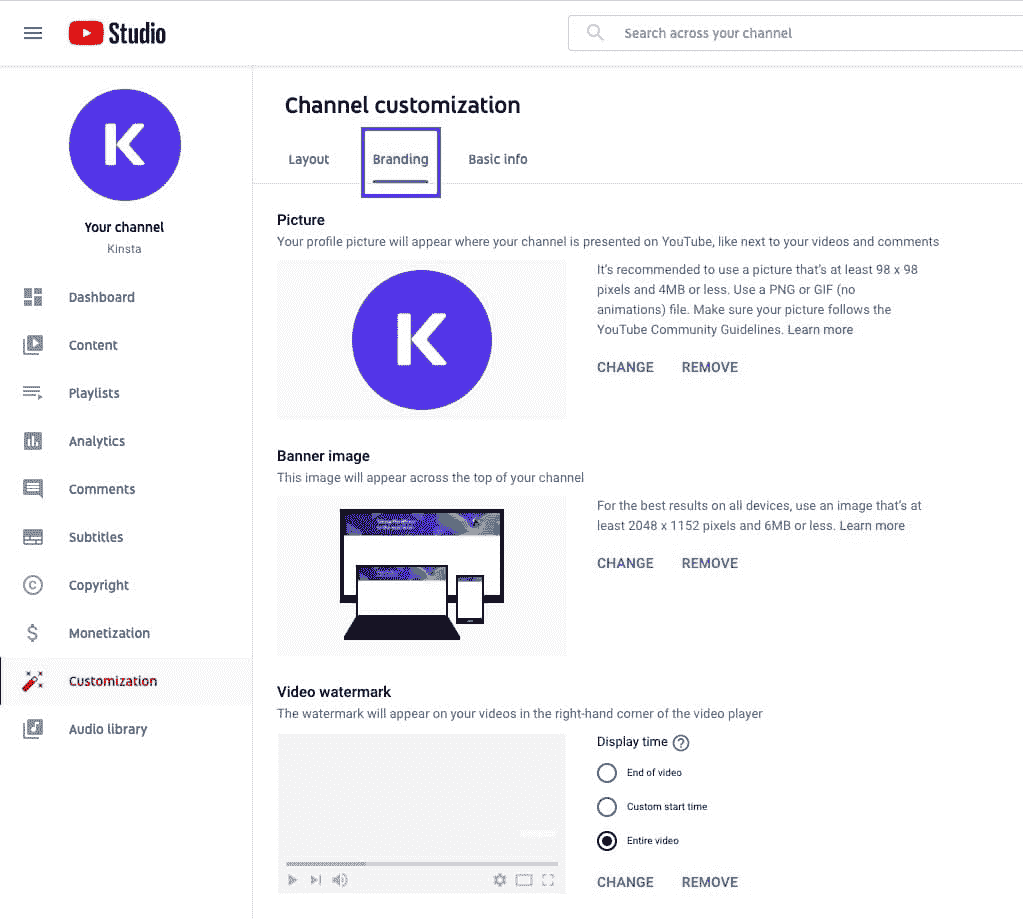 Studio
Search across your channel
K
Your channel
Kinsta
Dashboard
Content
Playlists
Analytics
Comments
Subtitles
Copyright
Monetization
Customization
Audio library
Channel customization
Layout Branding Basic info
Picture
Your profile picture will appear where your channel is presented on YouTube, like next to your videos and comments
K
It's recommended to use a picture that's at least 98 x 98
pixels and 4MB or less. Use a PNG or GIF (no
animations) file. Make sure your picture follows the
YouTube Community Guidelines. Learn more
CHANGE REMOVE
Banner image
This image will appear across the top of your channel
For the best results on all devices, use an image that's at
least 2048 x 1152 pixels and 6MB or less. Learn more
CHANGE REMOVE
Video watermark
The watermark will appear on your videos in the right-hand corner of the video player
Display time ?
End of video
Custom start time
Entire video
CHANGE REMOVE